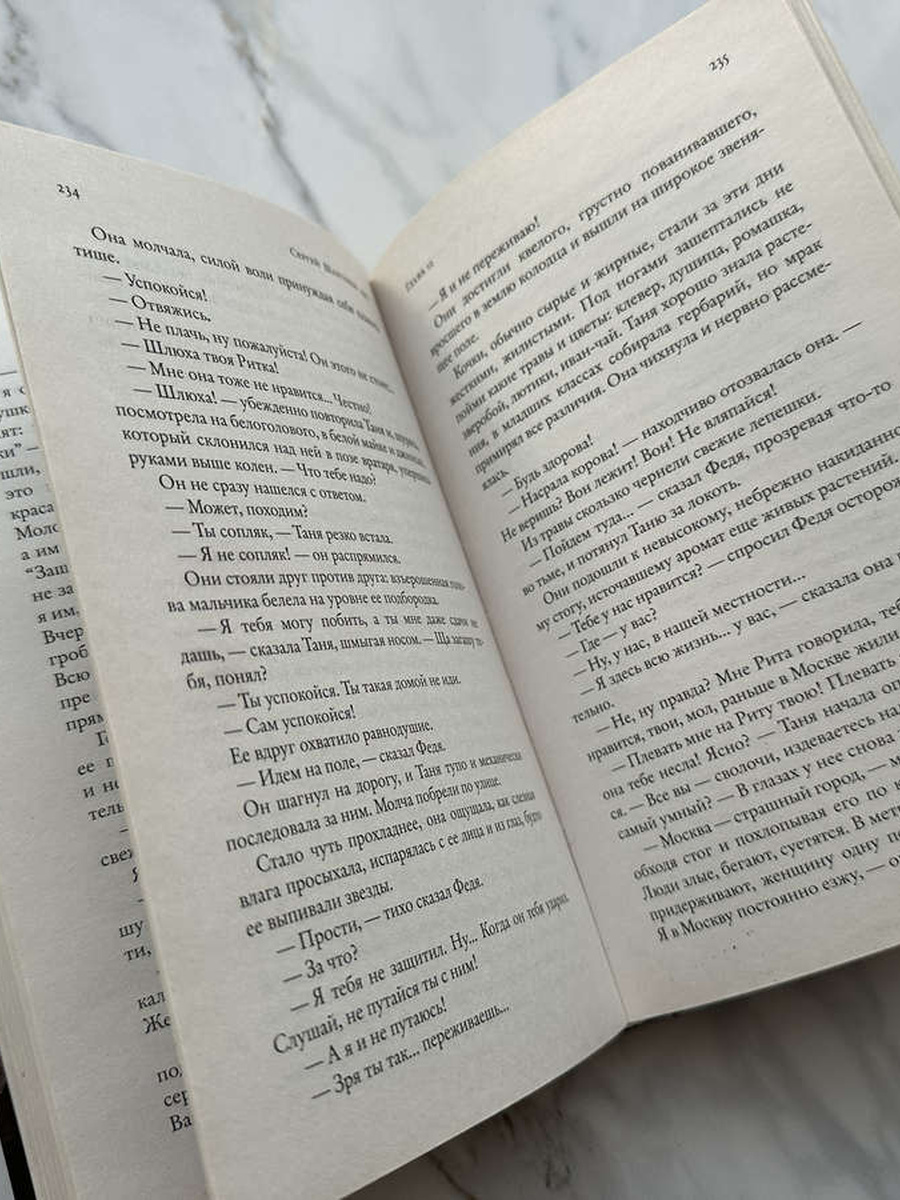 234
Сергей
Она молчала, силой воли принуждая себя
тише.
— Успокойся!
— Отвяжись.
— Не плачь, ну пожалуйста! Он этого не
— Шлюха твоя Ритка!
— Мне она тоже не нравится... Честно!
— Шлюха! — убежденно повторила Таня и,
посмотрела на белоголового, в белой майке и
который склонился над ней в позе вратаря,
руками выше колен. — Что тебе надо?
Он не сразу нашелся с ответом.
— Может, походим?
— Ты сопляк, — Таня резко встала.
— Я не сопляк! — он распрямился.
Они стояли друг против друга: взъерошенная голо-
ва мальчика белела на уровне ее подбородка.
— Я тебя могу побить, а ты мне даже сдачи не
дашь, — сказала Таня, шмыгая носом. — Ща
бя, понял?
— Ты успокойся. Ты такая домой не иди.
— Сам успокойся!
Ее вдруг охватило равнодушие.
— Идем на поле, — сказал Федя.
Он шагнул на дорогу, и Таня тупо и механически
последовала за ним. Молча побрели по улице.
Стало чуть прохладнее, она ощущала, как слезная
влага просыхала, испарялась с ее лица и из глаз, будто
ее выпивали звезды.
— Прости, — тихо сказал Федя.
— За что?
— Я тебя не защитил. Ну... Когда он тебя ударил.
Слушай, не путайся ты с ним!
— А я и не путаюсь!
— Зря ты так... переживаешь...
235
— Я и не переживаю!
Они достигли квелого, грустно пованивавшего,
вросшего в землю колодца и вышли на широкое звеня-
щее поле.
Кочки, обычно сырые и жирные, стали за эти дни
жесткими, жилистыми. Под ногами зашептались не
пойми какие травы и цветы: клевер, душица, ромашка,
зверобой, лютики, иван-чай. Таня хорошо знала расте-
ния, в младших классах собирала гербарий, но мрак
примирял все различия. Она чихнула и нервно рассме-
ялась.
— Будь здорова!
— Насрала корова! — находчиво отозвалась она. —
Не веришь? Вон лежит! Вон! Не вляпайся!
Из травы сколько чернели свежие лепешки.
— Пойдем туда... — сказал Федя, прозревая что-то
во тьме, и потянул Таню за локоть.
Они подошли к невысокому, небрежно накиданно
му стогу, источавшему аромат еще живых растений.
— Тебе у нас нравится? — спросил Федя осторож
— Где — у вас?
— Ну, у нас, в нашей местности...
— Я здесь всю жизнь... у вас, — сказала она
тельно.
— Не, ну правда? Мне Рита говорила, теб
нравится, твои, мол, раньше в Москве жили
— Плевать мне на Риту твою! Плевать
она тебе несла! Ясно? — Таня начала оп
ся. — Все вы — сволочи, издеваетесь на
самый умный? — В глазах у нее снова
— Москва — страшный город, — м
обходя стог и похлопывая его по
Люди злые, бегают, суетятся. В мет
придерживают, женщину одну п
Я в Москву постоянно езжу, — о